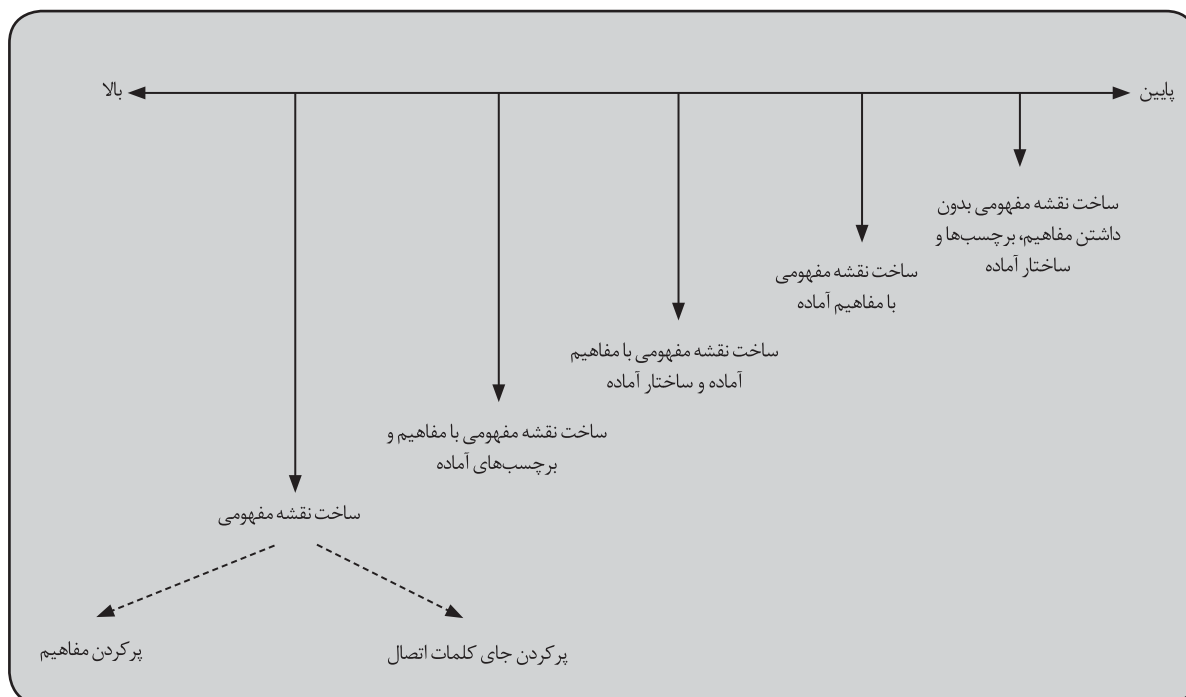 پایین
بالا
ساخت نقشه مفهومی بدون
داشتن مفاهیم، برچسب‌ها و
ساختار آماده
ساخت نقشه مفهومی
با مفاهیم آماده
ساخت نقشه مفهومی با مفاهیم
آماده و ساختار آماده
ساخت نقشه مفهومی با مفاهیم و
برچسب‌های آماده
ساخت نقشه مفهومی
پرکردن جای کلمات اتصال
پرکردن مفاهیم